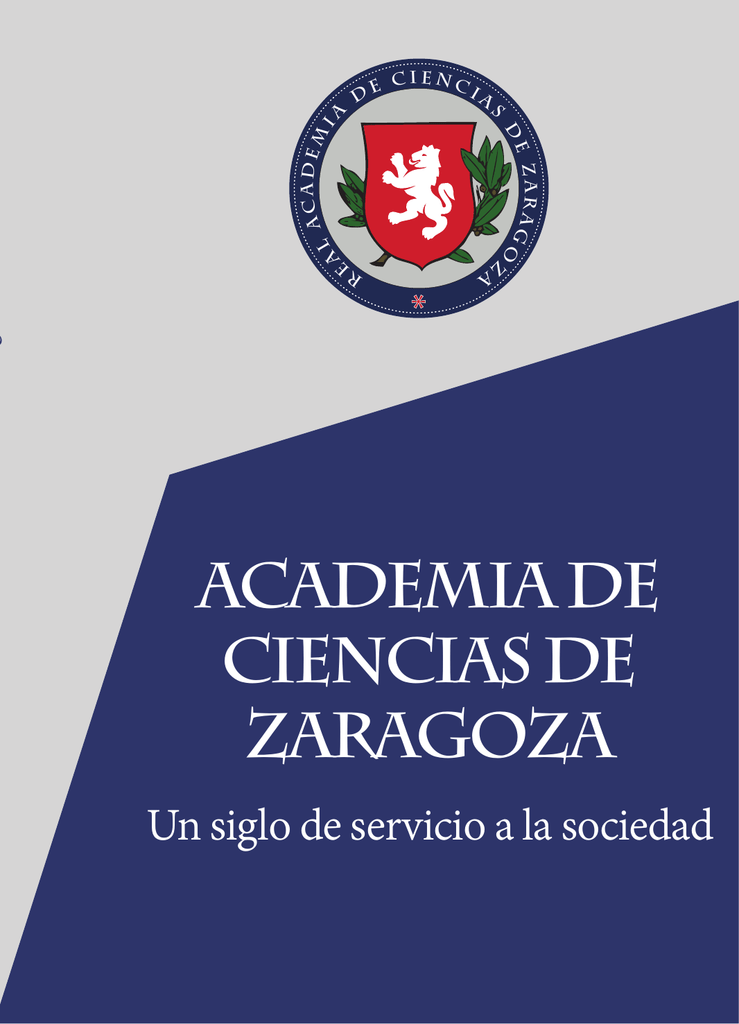 REAL ACADEMIA DE CIENCIAS DE ZARAGOZA
ACADEMIA DE
CIENCIAS DE
ZARAGOZA
Un siglo de servicio a la sociedad